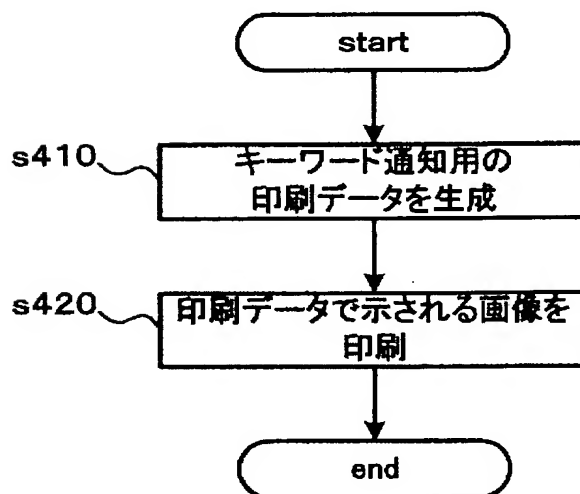 start
s410
キーワード通知用の
印刷データを生成
s420
印刷データで示される画像を
印刷
end